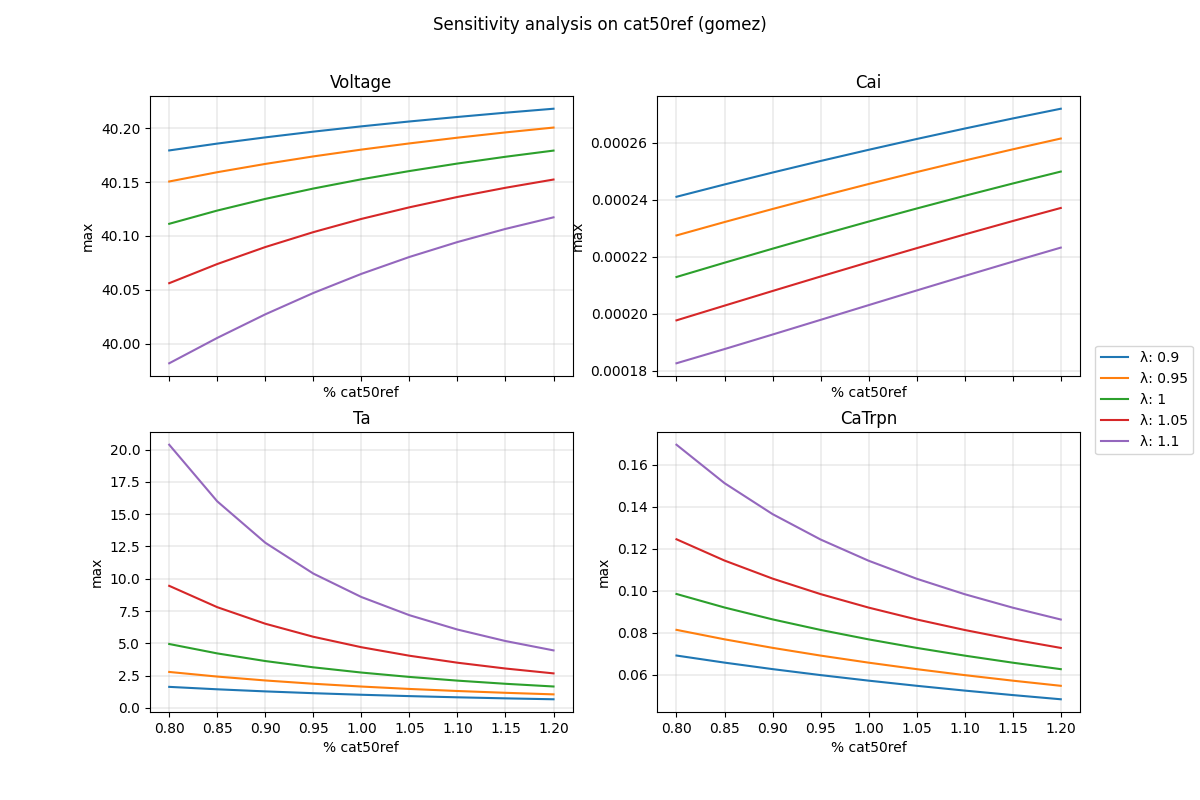 Sensitivity analysis on cat50ref (gomez)
Voltage
40.20
40.15
40.10
40.05
40.00
max
% cat50ref
Cai
0.00026
0.00024
0.00022
0.00020
0.00018
max
% cat50ref
Ta
20.0
17.5
15.0
12.5
10.0
7.5
5.0
2.5
0.0
max
0.80 0.85 0.90 0.95 1.00 1.05 1.10 1.15 1.20
% cat50ref
CaTrpn
0.16
0.14
0.12
0.10
0.08
0.06
max
0.80 0.85 0.90 0.95 1.00 1.05 1.10 1.15 1.20
% cat50ref
λ: 0.9
λ: 0.95
λ: 1
λ: 1.05
λ: 1.1